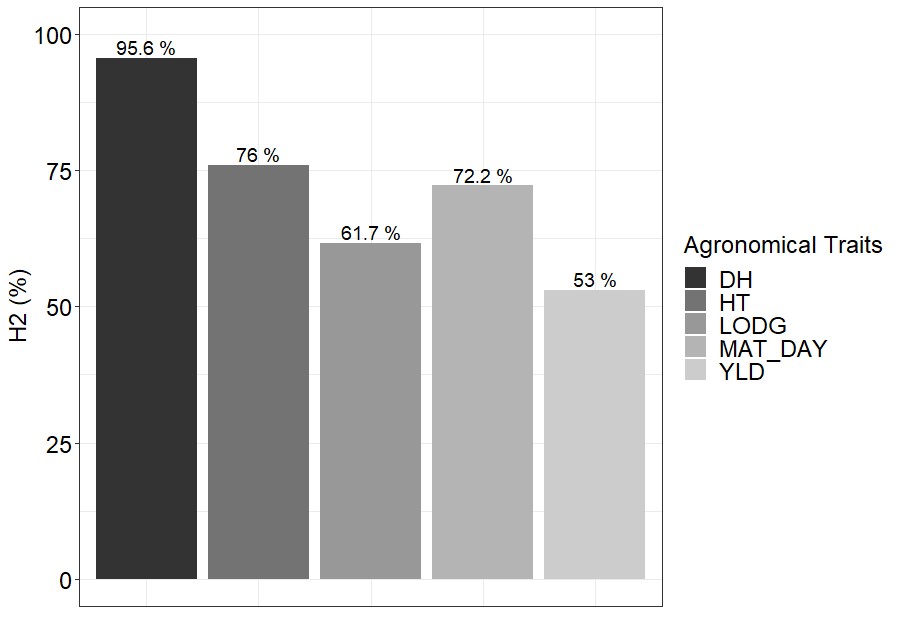 H2 (%)
100
75
50
25
0
95.6 %
76 %
61.7 %
72.2 %
53 %
Agronomical Traits
DH
HT
LODG
MAT_DAY
YLD